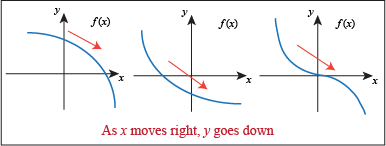 y f(x)
x
y f(x)
x
y f(x)
x
As x moves right, y goes down